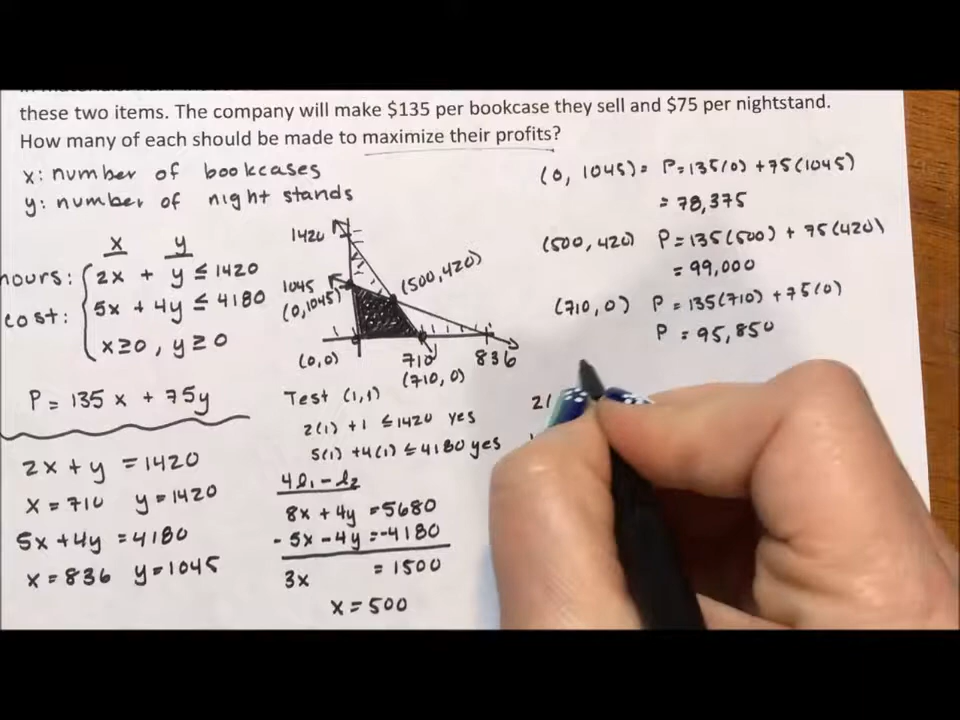 these two items. The company will make $135 per bookcase they sell and $75 per nightstand.
How many of each should be made to maximize their profits?
x: number of bookcases
y: number of night stands
x y
hours: 2x + y ≤ 1420
cost: 5x + 4y ≤ 4180
x≥0, y≥0
P = 135x + 75y
2x + y = 1420
x = 710 y = 1420
5x + 4y = 4180
x = 836 y = 1045
1420
1045
(0,1045)
(500,420)
(0,0)
710
836
(710,0)
Test (1,1)
2(1) + 1 ≤ 1420 yes
5(1) + 4(1) ≤ 4180 yes
4l₁ - l₂
8x + 4y = 5680
- 5x - 4y = -4180
3x = 1500
x = 500
(0, 1045) = P = 135(0) + 75(1045)
= 78,375
(500, 420) P = 135(500) + 75(420)
= 99,000
(710, 0) P = 135(710) + 75(0)
P = 95,850